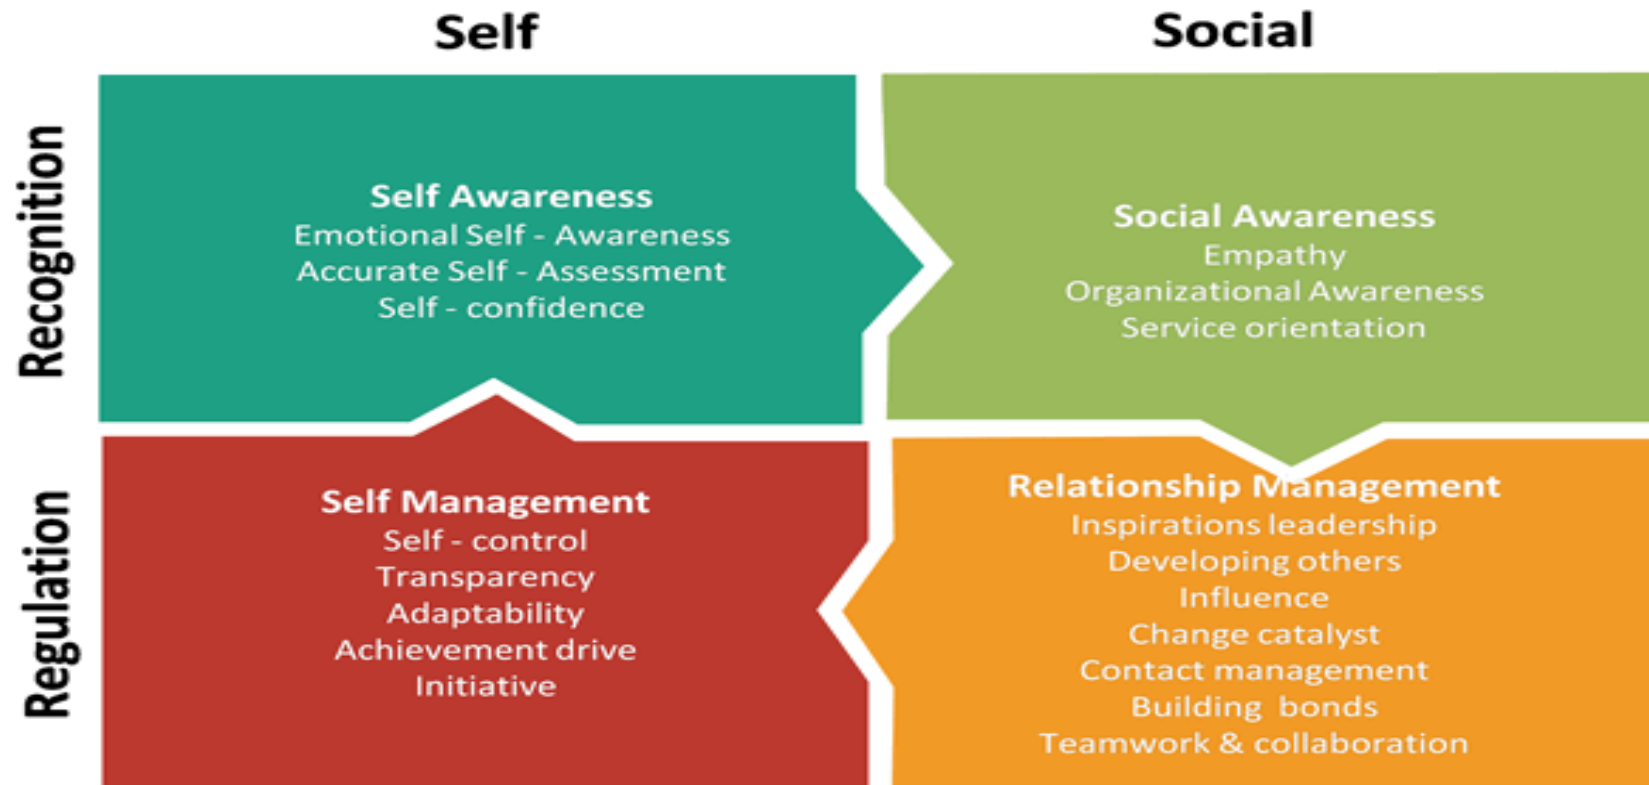 Self
Social
Recognition
Self Awareness
Emotional Self - Awareness
Accurate Self - Assessment
Self - confidence
Social Awareness
Empathy
Organizational Awareness
Service orientation
Regulation
Self Management
Self - control
Transparency
Adaptability
Achievement drive
Initiative
Relationship Management
Inspirations leadership
Developing others
Influence
Change catalyst
Contact management
Building bonds
Teamwork & collaboration